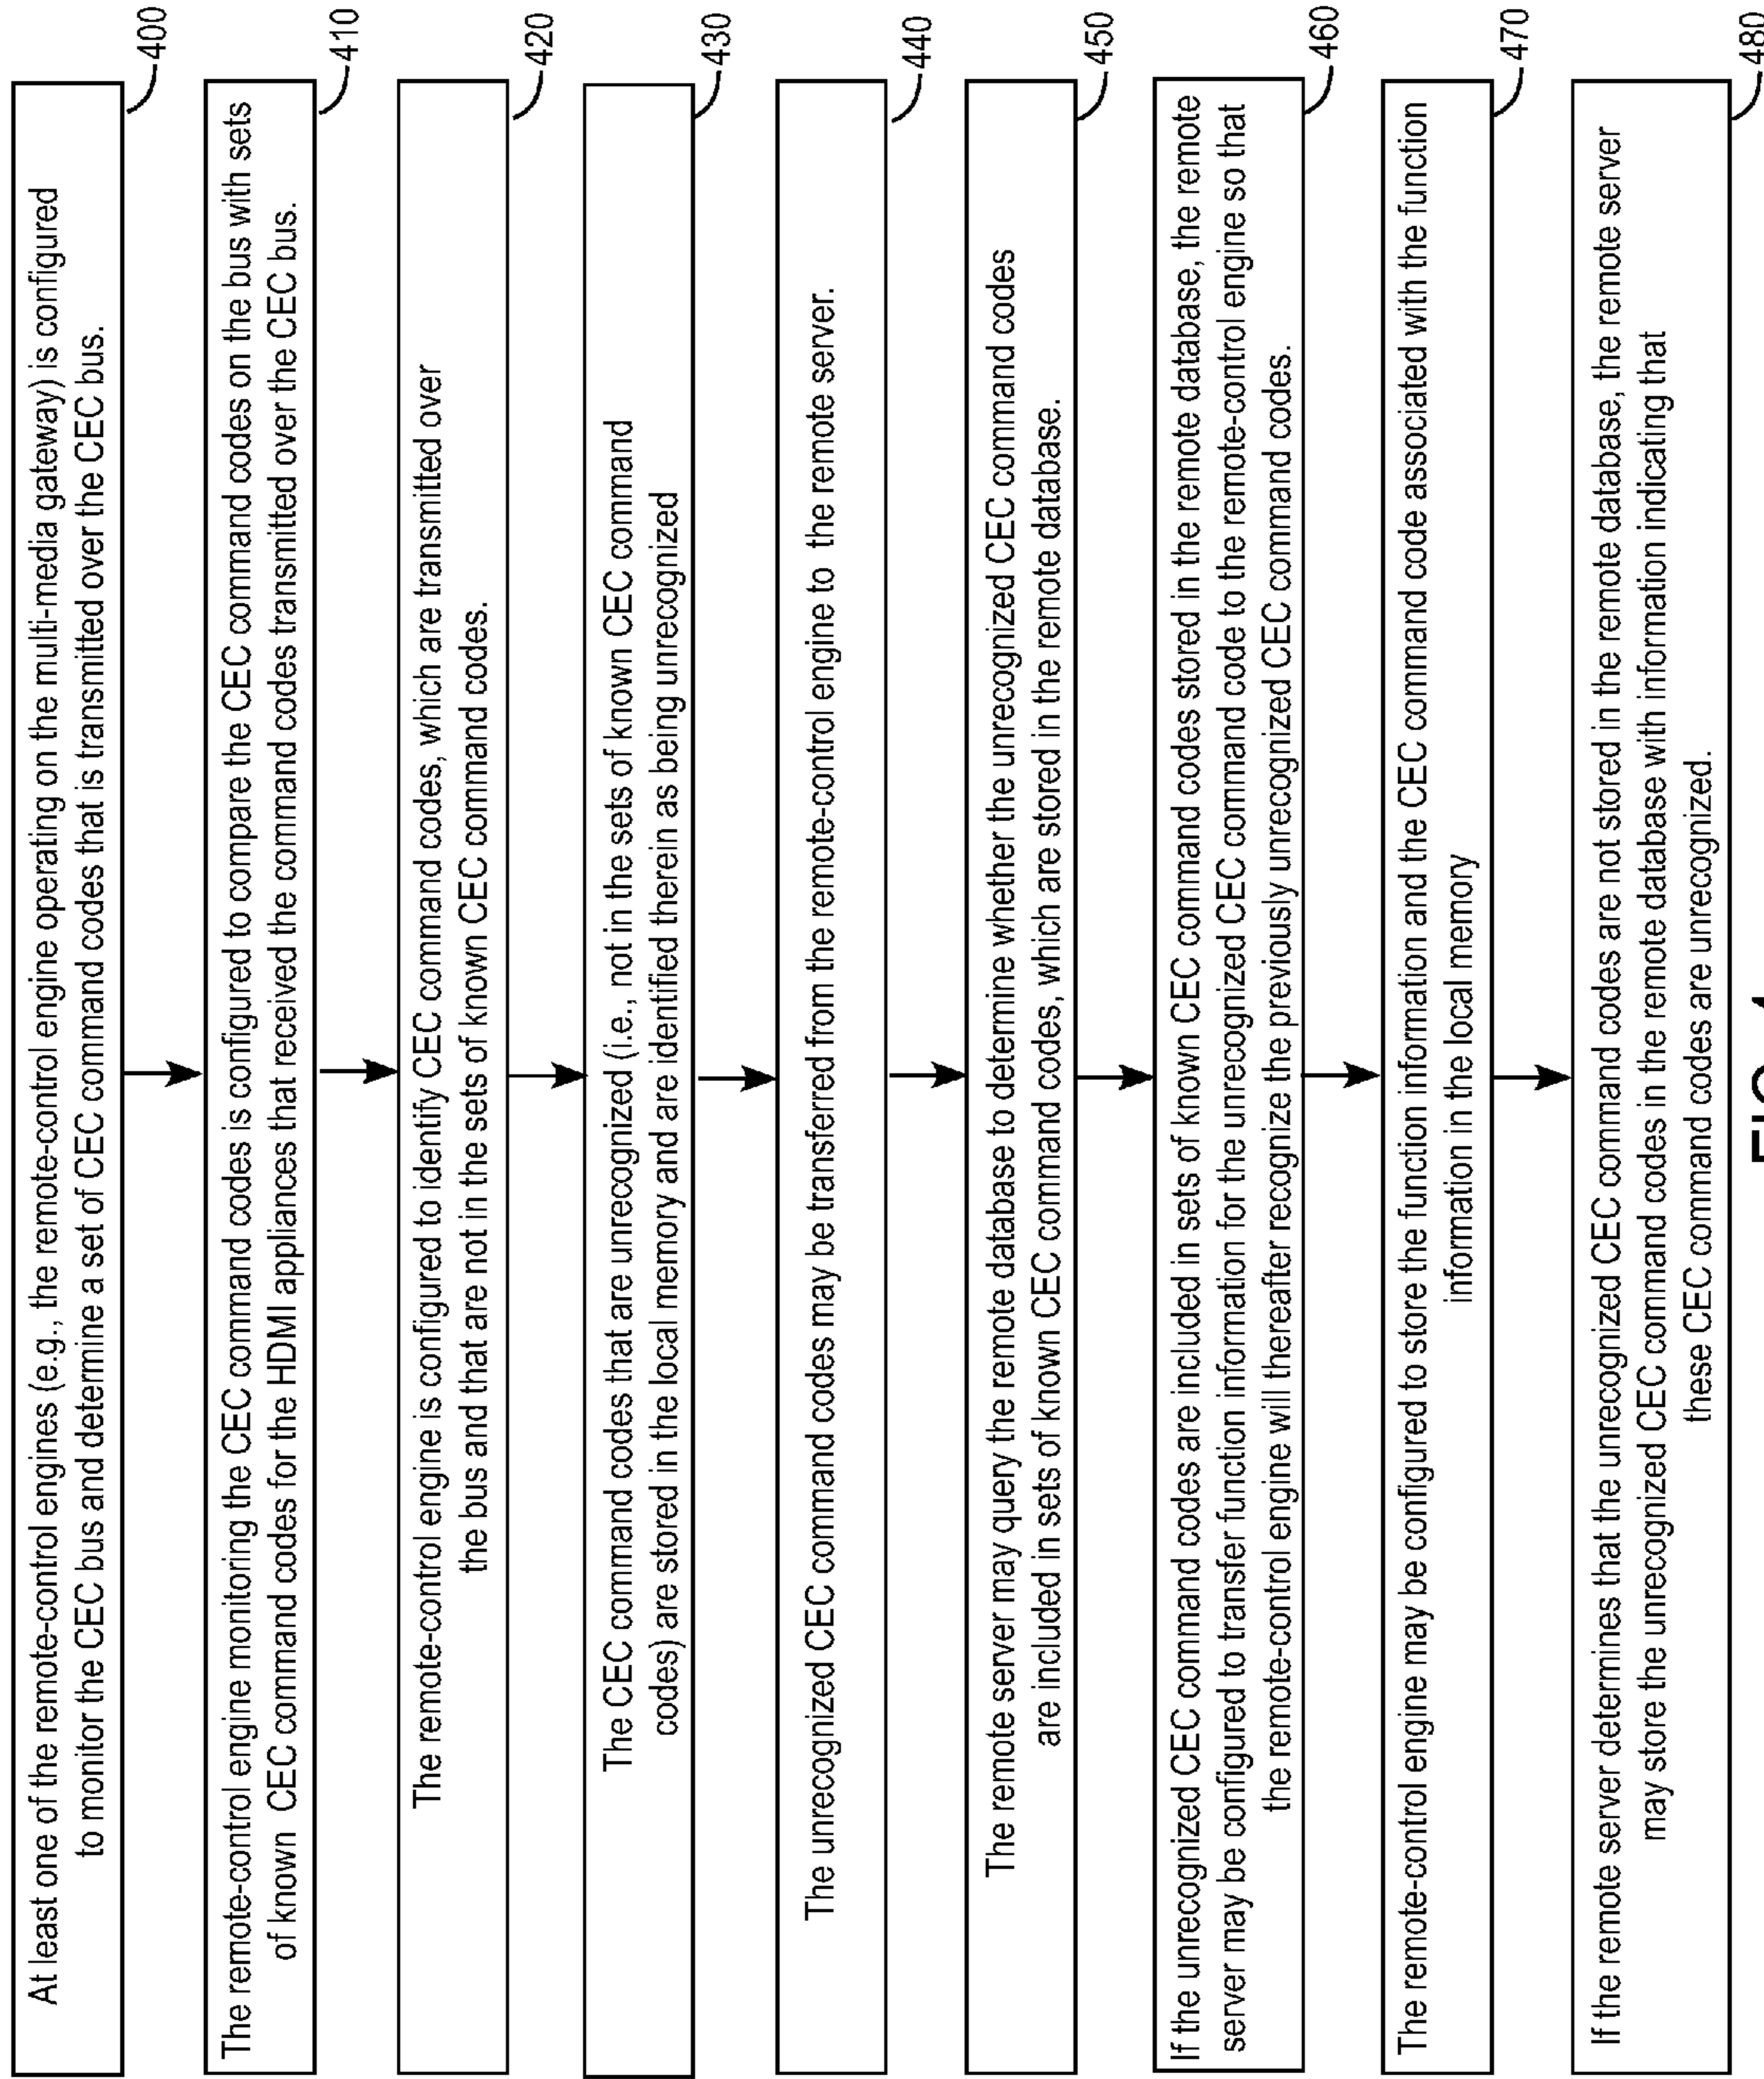 At least one of the remote-control engines (e.g., the remote-control engine operating on the multi-media gateway) is configured
to monitor the CEC bus and determine a set of CEC command codes that is transmitted over the CEC bus.
400
The remote-control engine monitoring the CEC command codes is configured to compare the CEC command codes on the bus with sets
of known CEC command codes for the HDMI appliances that received the command codes transmitted over the CEC bus.
410
The remote-control engine is configured to identify CEC command codes, which are transmitted over
the bus and that are not in the sets of known CEC command codes.
420
The CEC command codes that are unrecognized (i.e., not in the sets of known CEC command
codes) are stored in the local memory and are identified therein as being unrecognized
430
The unrecognized CEC command codes may be transferred from the remote-control engine to the remote server.
440
The remote server may query the remote database to determine whether the unrecognized CEC command codes
are included in sets of known CEC command codes, which are stored in the remote database.
450
If the unrecognized CEC command codes are included in sets of known CEC command codes stored in the remote database, the remote
server may be configured to transfer function information for the unrecognized CEC command code to the remote-control engine so that
the remote-control engine will thereafter recognize the previously unrecognized CEC command codes.
460
The remote-control engine may be configured to store the function information and the CEC command code associated with the function
information in the local memory
470
If the remote server determines that the unrecognized CEC command codes are not stored in the remote database, the remote server
may store the unrecognized CEC command codes in the remote database with information indicating that
these CEC command codes are unrecognized.
480